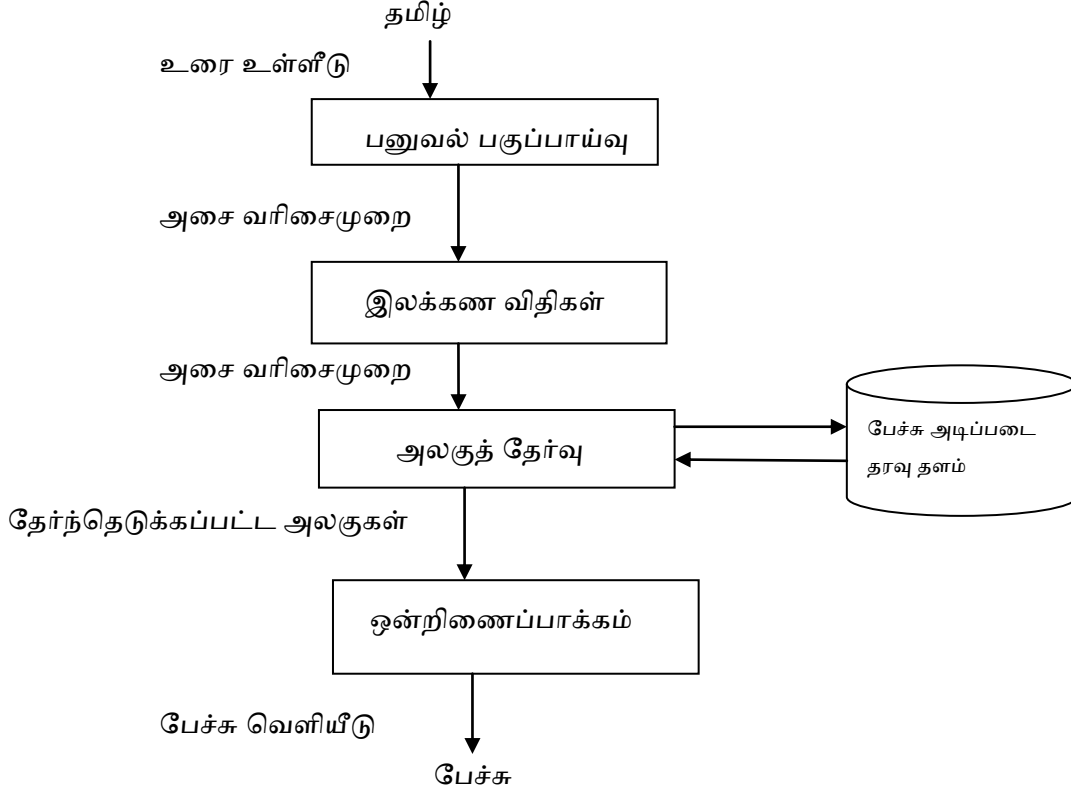 தமிழ்
உரை உள்ளீடு
பனுவல் பகுப்பாய்வு
அசை வரிசைமுறை
இலக்கண விதிகள்
அசை வரிசைமுறை
அலகுத் தேர்வு
பேச்சு அடிப்படை
தரவு தளம்
தேர்ந்தெடுக்கப்பட்ட அலகுகள்
ஒன்றிணைப்பாக்கம்
பேச்சு வெளியீடு
பேச்சு